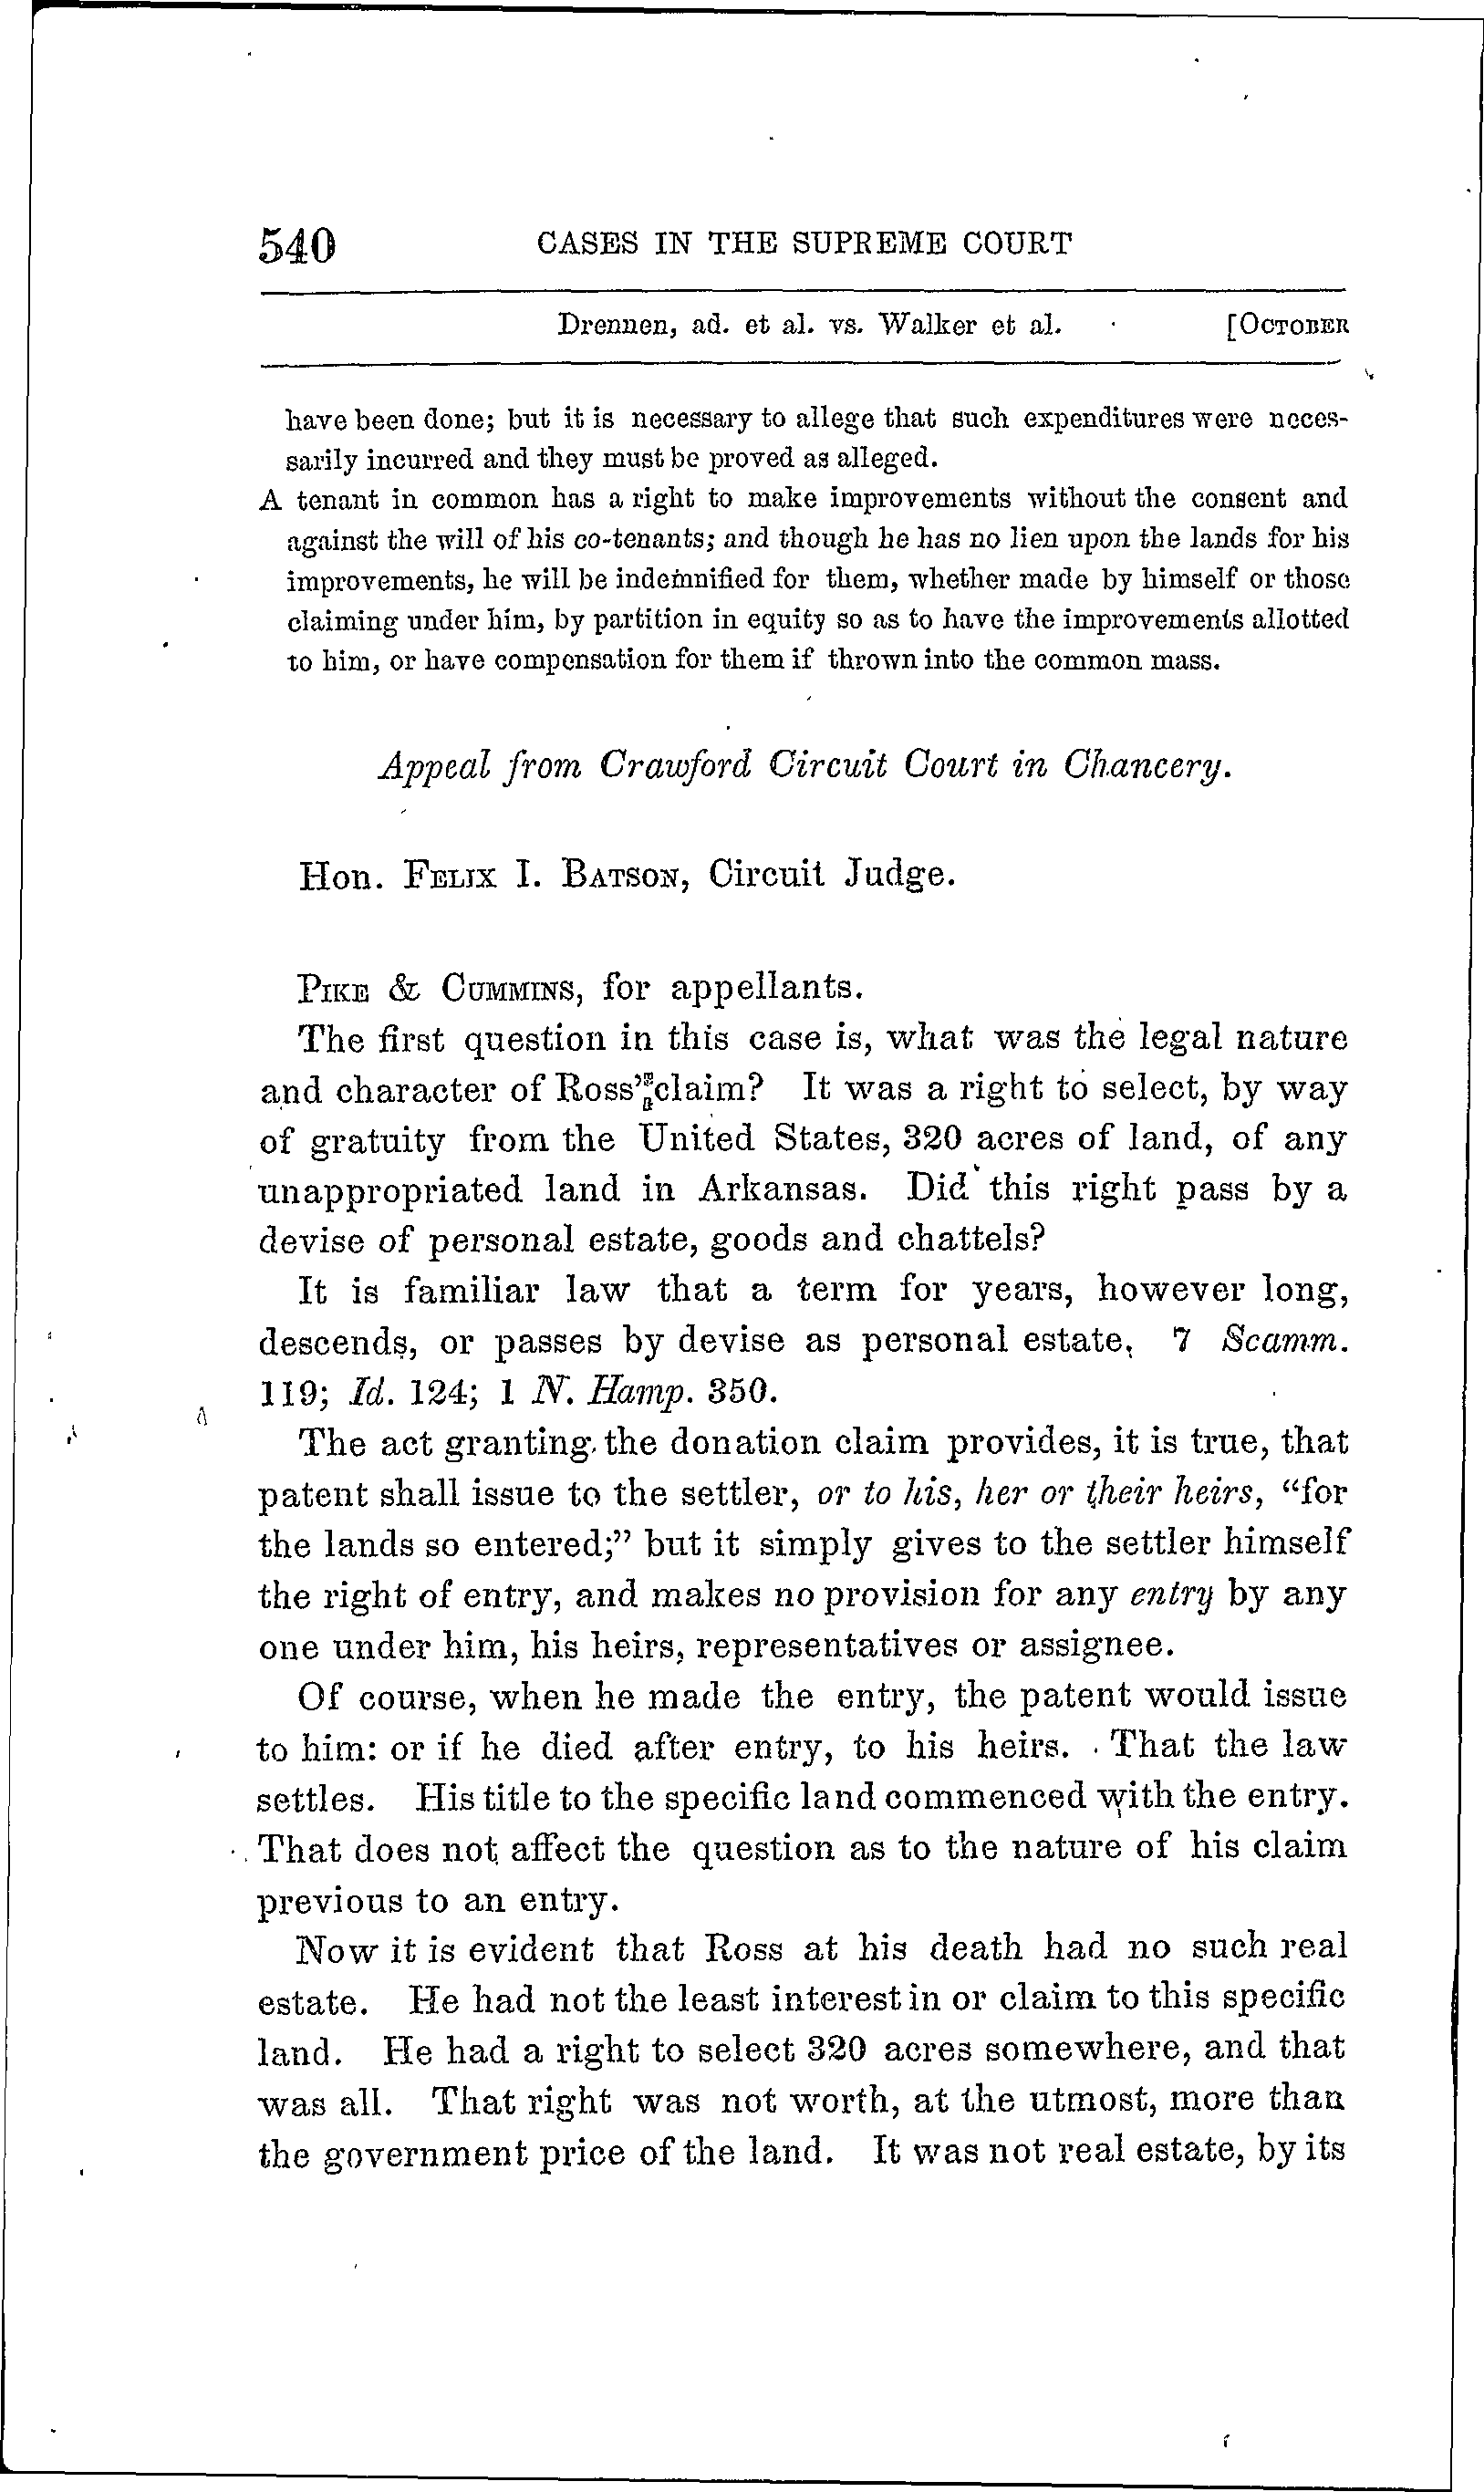 540 CASES IN THE SUPREME COURT
Drennen, ad. et al. vs. Walker et al. [OCTOBER
have been done; but it is necessary to allege that such expenditures were neces-
sarily incurred and they must be proved as alleged.
A tenant in common has a right to make improvements without the consent and
against the will of his co-tenants; and though he has no lien upon the lands for his
improvements, he will be indemnified for them, whether made by himself or those
claiming under him, by partition in equity so as to have the improvements allotted
to him, or have compensation for them if thrown into the common mass.
Appeal from Crawford Circuit Court in Chancery.
Hon. FELIX I. BATSON, Circuit Judge.
PIKE & CUMMINS, for appellants.
The first question in this case is, what was the legal nature
and character of Ross' claim? It was a right to select, by way
of gratuity from the United States, 320 acres of land, of any
unappropriated land in Arkansas. Did this right pass by a
devise of personal estate, goods and chattels?
It is familiar law that a term for years, however long,
descends, or passes by devise as personal estate. 7 Scamm.
119; Id. 124; 1 N. Hamp. 350.
The act granting the donation claim provides, it is true, that
patent shall issue to the settler, or to his, her or their heirs, "for
the lands so entered;" but it simply gives to the settler himself
the right of entry, and makes no provision for any entry by any
one under him, his heirs, representatives or assignee.
Of course, when he made the entry, the patent would issue
to him: or if he died after entry, to his heirs. That the law
settles. His title to the specific land commenced with the entry.
That does not affect the question as to the nature of his claim
previous to an entry.
Now it is evident that Ross at his death had no such real
estate. He had not the least interest in or claim to this specific
land. He had a right to select 320 acres somewhere, and that
was all. That right was not worth, at the utmost, more than
the government price of the land. It was not real estate, by its